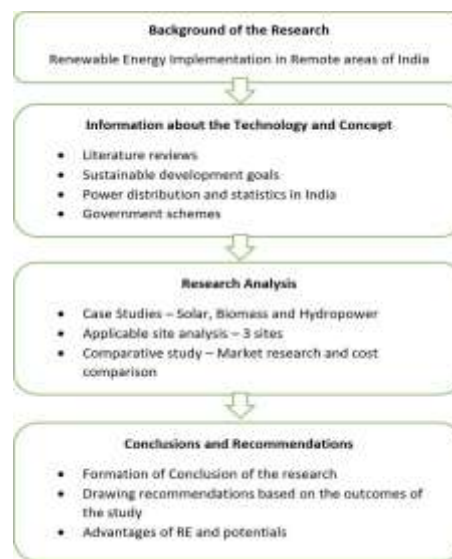 Background of the Research
Renewable Energy Implementation in Remote areas of India
Information about the Technology and Concept
• Literature reviews
• Sustainable development goals
• Power distribution and statistics in India
• Government schemes
Research Analysis
• Case Studies – Solar, Biomass and Hydropower
• Applicable site analysis – 3 sites
• Comparative study – Market research and cost
comparison
Conclusions and Recommendations
• Formation of Conclusion of the research
• Drawing recommendations based on the outcomes of
the study
• Advantages of RE and potentials